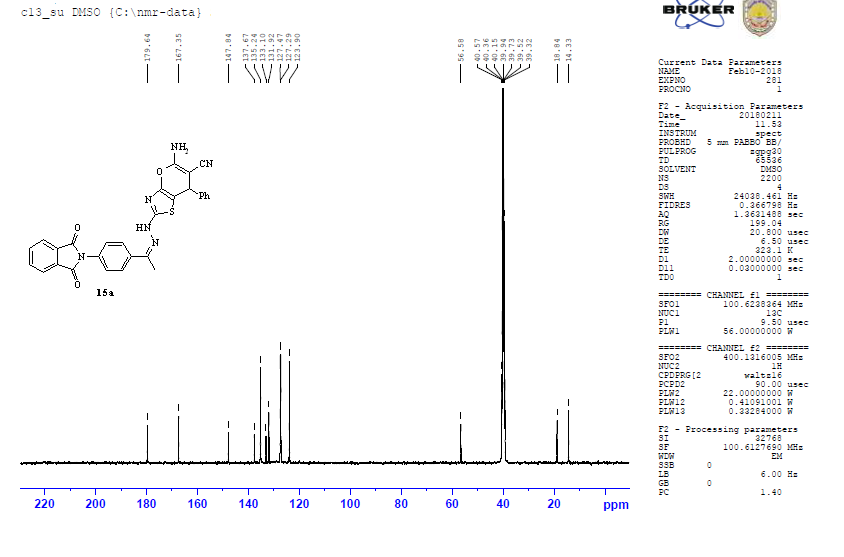 c13_su DMSO {C:\nmr-data}
BRUKER
179.64
167.35
147.84
137.67
135.24
133.10
131.92
127.47
127.29
123.90
56.58
40.57
40.36
40.15
39.94
39.73
39.52
39.32
18.84
14.33
NH2
O
CN
N
S
Ph
HN
N
O
N
O
15a
220 200 180 160 140 120 100 80 60 40 20 ppm
Current Data Parameters
NAME Feb10-2018
EXPNO 281
PROCNO 1
F2 - Acquisition Parameters
Date_ 20180211
Time 11.53
INSTRUM spect
PROBHD 5 mm PABBO BB/
PULPROG zgpg30
TD 65536
SOLVENT DMSO
NS 2200
DS 4
SWH 24038.461 Hz
FIDRES 0.366798 Hz
AQ 1.3631488 sec
RG 199.04
DW 20.800 usec
DE 6.50 usec
TE 323.1 K
D1 2.00000000 sec
D11 0.03000000 sec
TD0 1
======== CHANNEL f1 ========
SFO1 100.6238364 MHz
NUC1 13C
P1 9.50 usec
PLW1 56.00000000 W
======== CHANNEL f2 ========
SFO2 400.1316005 MHz
NUC2 1H
CPDPRG[2 waltz16
PCPD2 90.00 usec
PLW2 22.00000000 W
PLW12 0.41091001 W
PLW13 0.33284000 W
F2 - Processing parameters
SI 32768
SF 100.6127690 MHz
WDW EM
SSB 0
LB 6.00 Hz
GB 0
PC 1.40